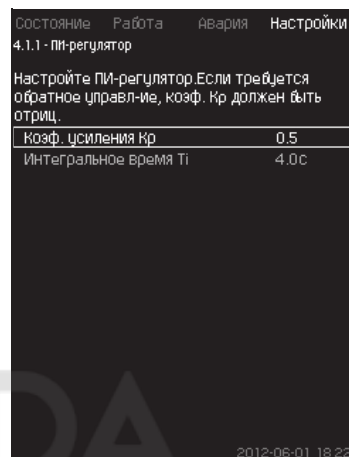 Состояние Работа Авария Настройки
4.1.1 - ПИ-регулятор
Настройте ПИ-регулятор.Если требуется
обратное управл-ие, коэф. Кр должен быть
отриц.
Коэф. усиления Кр 0.5
Интегральное время Ti 4.0с
DA
2012-06-01 18:22